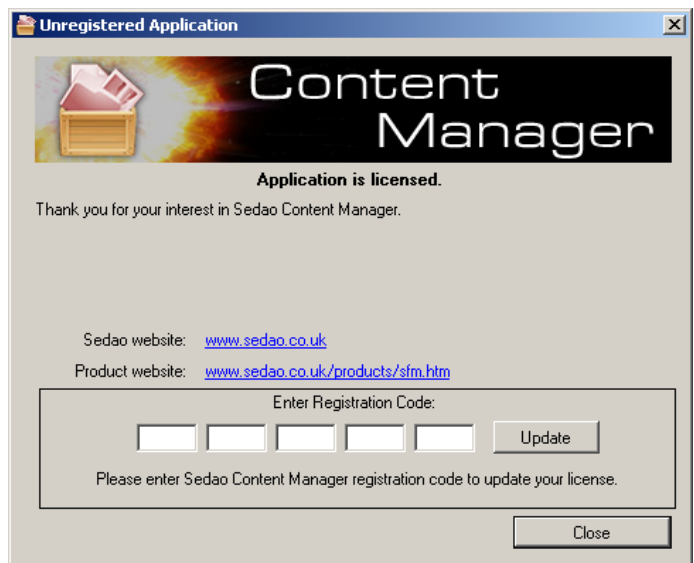 Unregistered Application
Content
Manager
Application is licensed.
Thank you for your interest in Sedao Content Manager.
Sedao website: www.sedao.co.uk
Product website: www.sedao.co.uk/products/sfm.htm
Enter Registration Code:
Update
Please enter Sedao Content Manager registration code to update your license.
Close